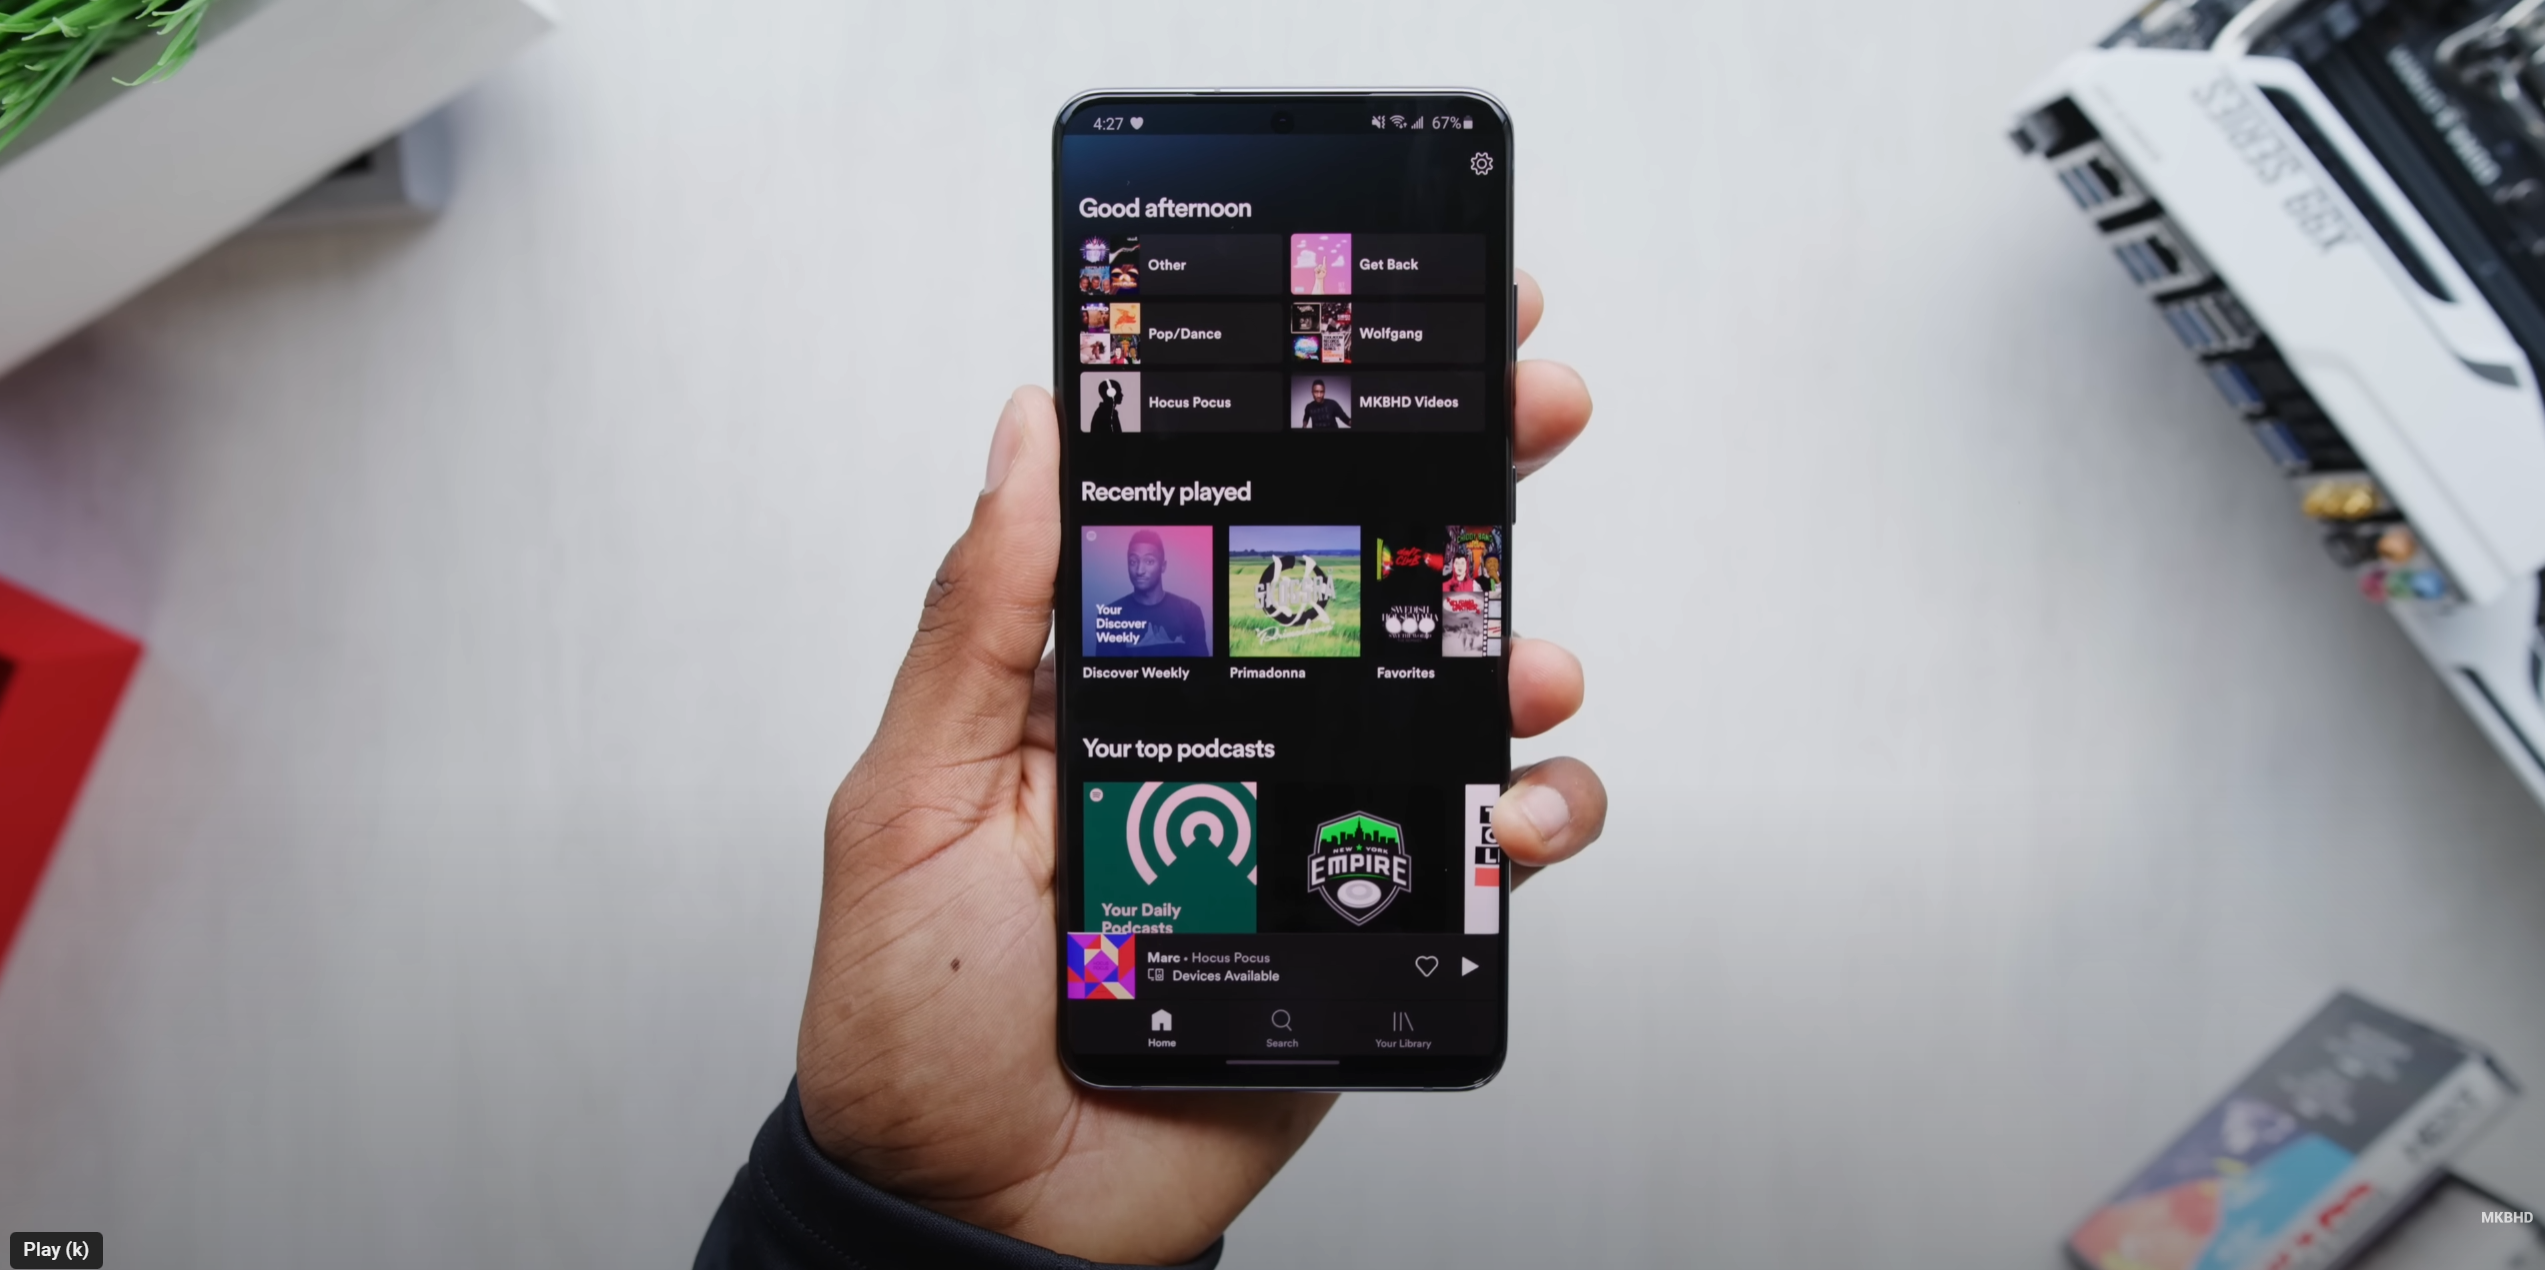 4:27
67%
Good afternoon
Other
Get Back
Pop/Dance
Wolfgang
Hocus Pocus
MKBHD Videos
Recently played
Your
Discover
Weekly
Discover Weekly
Primadonna
Favorites
Your top podcasts
NEW YORK
EMPIRE
Your Daily
Podcasts
Marc • Hocus Pocus
Devices Available
Home
Search
Your Library
X99 SERIES
MKBHD
Play (k)